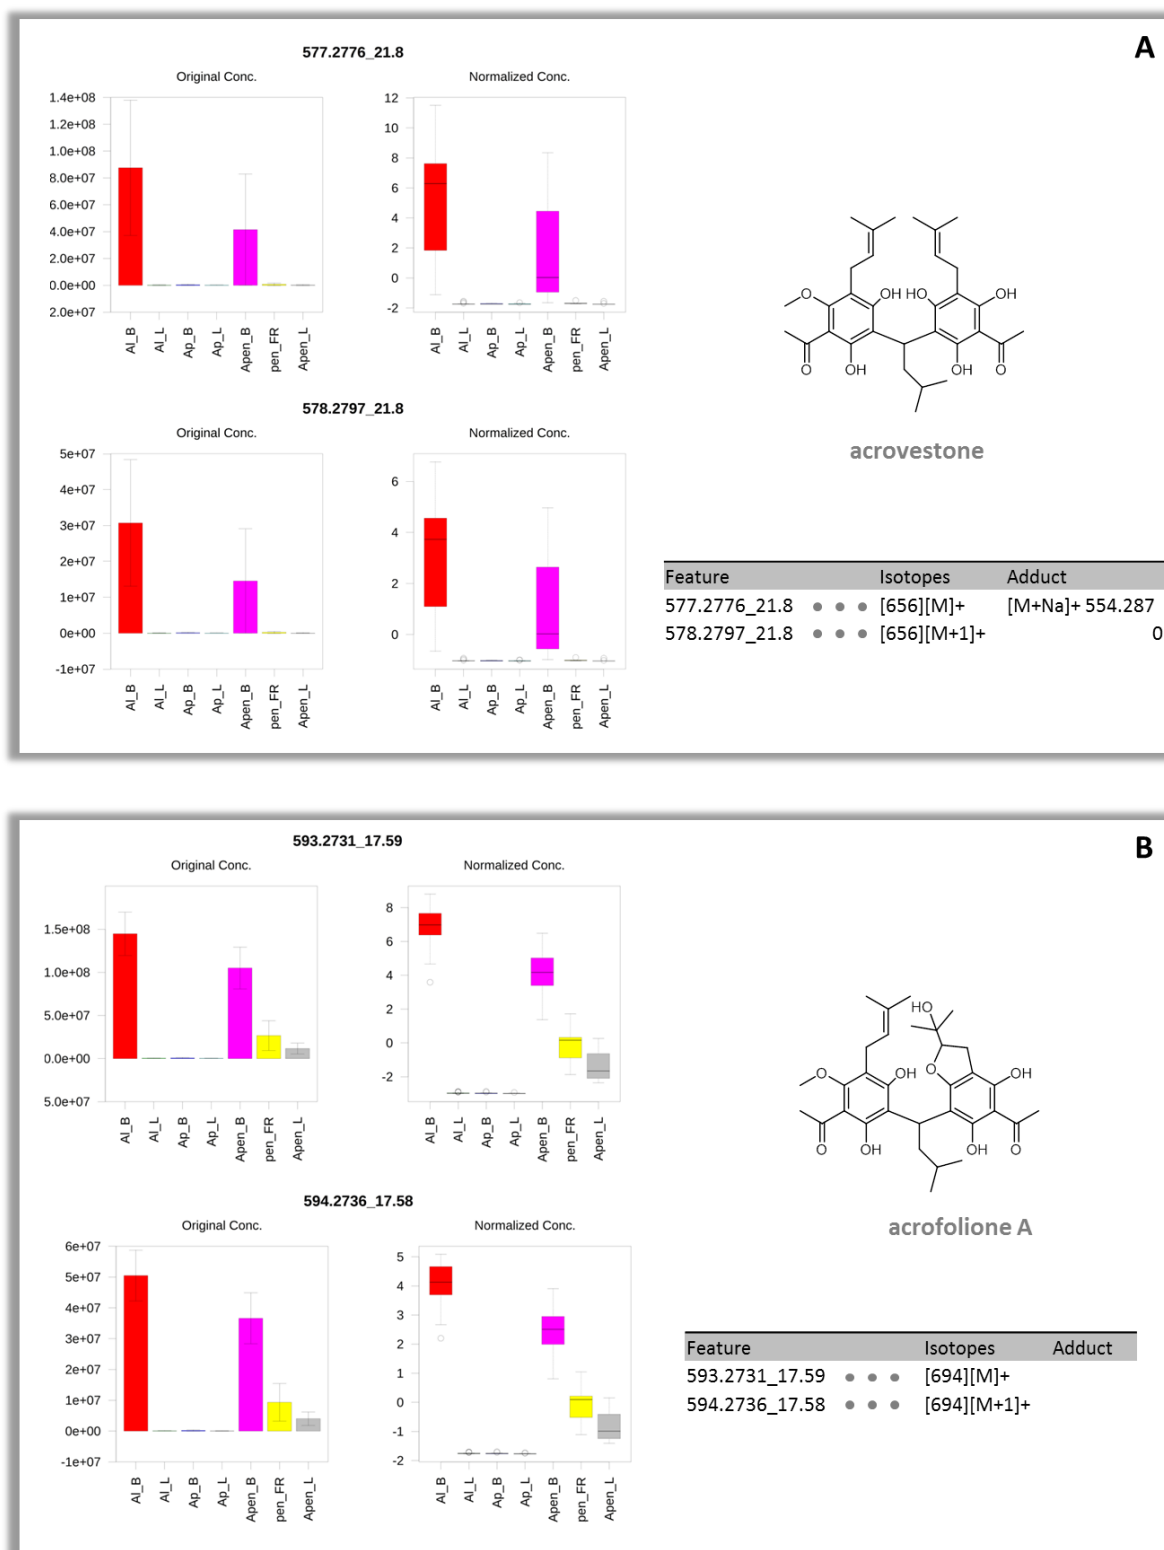 A
577.2776_21.8
Original Conc.
Normalized Conc.
1.4e+08
1.2e+08
1.0e+08
8.0e+07
6.0e+07
4.0e+07
2.0e+07
0.0e+00
2.0e+07
12
10
8
6
4
2
0
-2
Al_B
Al_L
Ap_B
Ap_L
Apen_B
pen_FR
Apen_L
Al_B
Al_L
Ap_B
Ap_L
Apen_B
pen_FR
Apen_L
OH
HO
OH
O
O
OH
OH
O
acrovestone
578.2797_21.8
Original Conc.
Normalized Conc.
5e+07
4e+07
3e+07
2e+07
1e+07
0e+00
-1e+07
6
4
2
0
Al_B
Al_L
Ap_B
Ap_L
Apen_B
pen_FR
Apen_L
Al_B
Al_L
Ap_B
Ap_L
Apen_B
pen_FR
Apen_L
Feature Isotopes Adduct
577.2776_21.8 • • • [656][M]+ [M+Na]+ 554.287
578.2797_21.8 • • • [656][M+1]+ 0
B
593.2731_17.59
Original Conc.
Normalized Conc.
1.5e+08
1.0e+08
5.0e+07
0.0e+00
5.0e+07
8
6
4
2
0
-2
Al_B
Al_L
Ap_B
Ap_L
Apen_B
pen_FR
Apen_L
Al_B
Al_L
Ap_B
Ap_L
Apen_B
pen_FR
Apen_L
HO
O
OH
O
OH
O
OH
OH
O
acrofolione A
594.2736_17.58
Original Conc.
Normalized Conc.
6e+07
5e+07
4e+07
3e+07
2e+07
1e+07
0e+00
-1e+07
5
4
3
2
1
0
-1
-2
Al_B
Al_L
Ap_B
Ap_L
Apen_B
pen_FR
Apen_L
Al_B
Al_L
Ap_B
Ap_L
Apen_B
pen_FR
Apen_L
Feature Isotopes Adduct
593.2731_17.59 • • • [694][M]+
594.2736_17.58 • • • [694][M+1]+